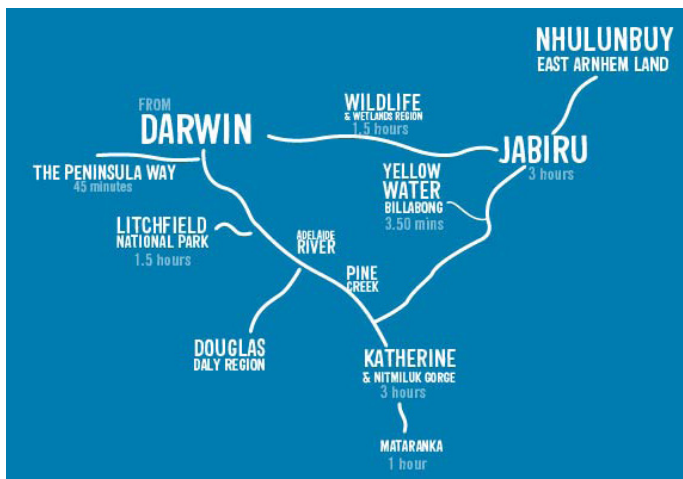 NHULUNBUY
EAST ARNHEM LAND
FROM
DARWIN
WILDLIFE
& WETLANDS REGION
1.5 hours
JABIRU
3 hours
THE PENINSULA WAY
45 minutes
YELLOW
WATER
BILLABONG
3.50 mins
LITCHFIELD
NATIONAL PARK
1.5 hours
ADELAIDE
RIVER
PINE
CREEK
DOUGLAS
DALY REGION
KATHERINE
& NITMILUK GORGE
3 hours
MATARANKA
1 hour